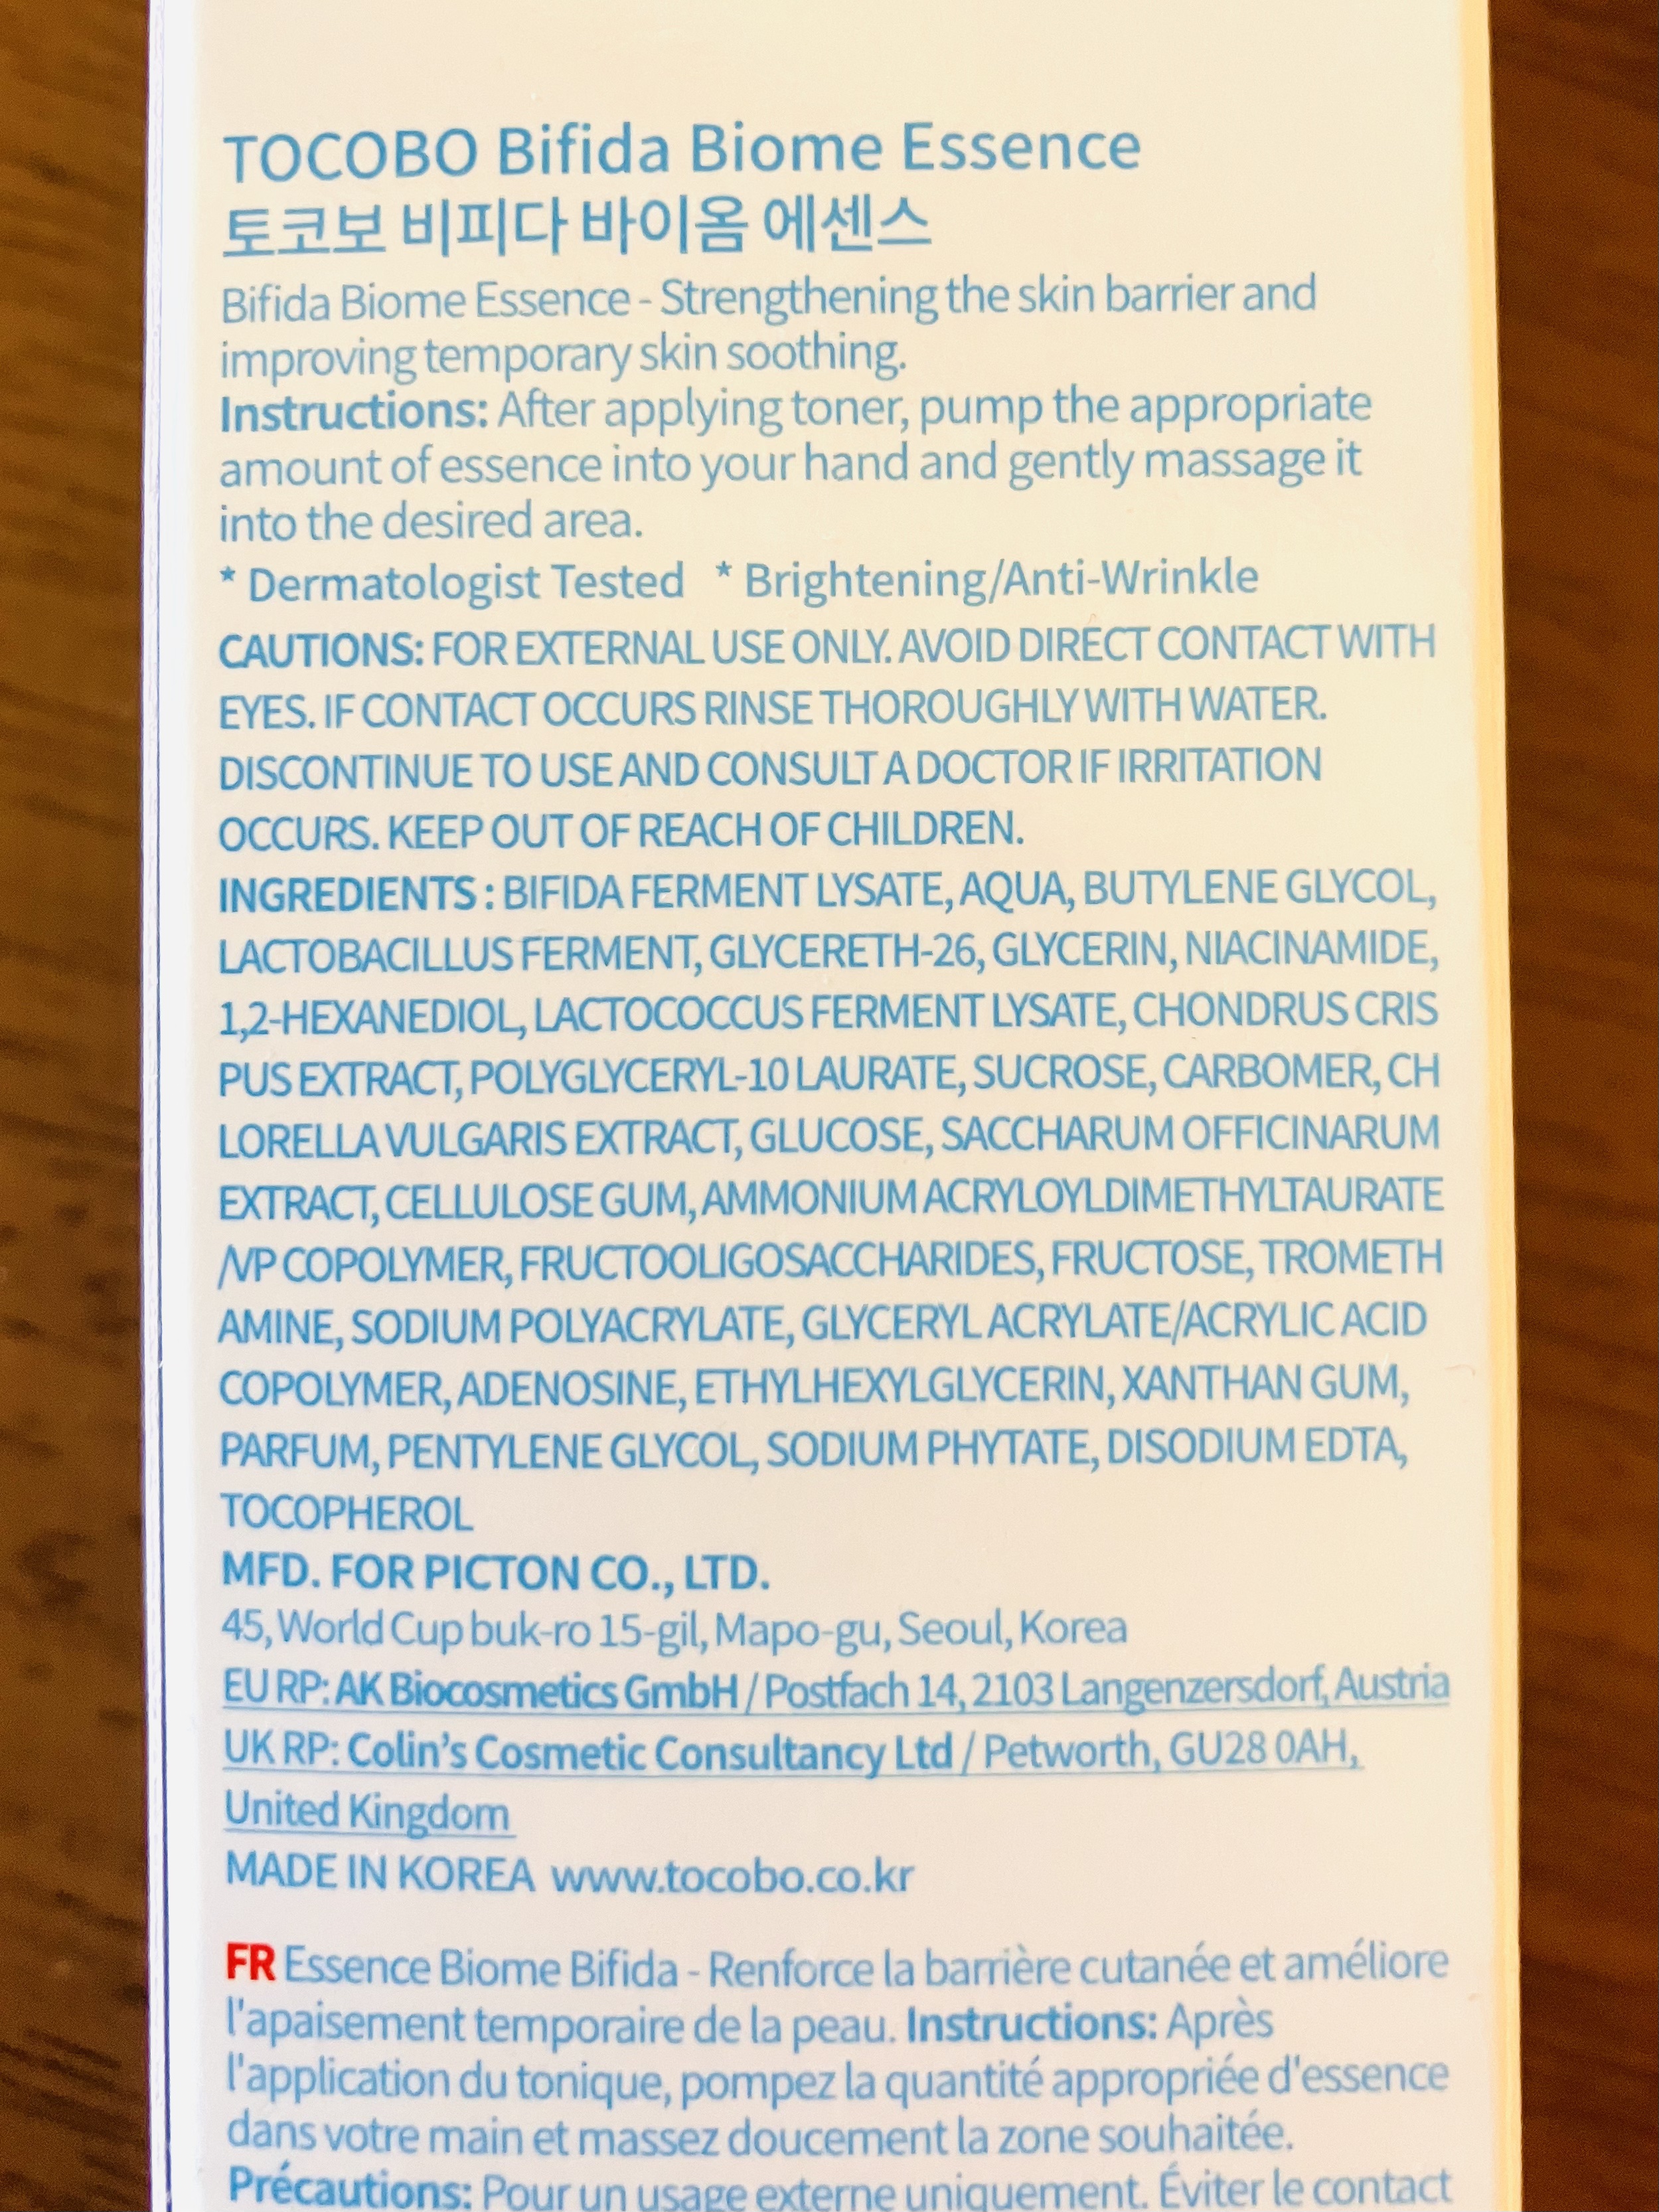 TOCOBO Bifida Biome Essence
토코보 비피다 바이옴 에센스
Bifida Biome Essence - Strengthening the skin barrier and
improving temporary skin soothing.
Instructions: After applying toner, pump the appropriate
amount of essence into your hand and gently massage it
into the desired area.
* Dermatologist Tested * Brightening/Anti-Wrinkle
CAUTIONS: FOR EXTERNAL USE ONLY. AVOID DIRECT CONTACT WITH
EYES. IF CONTACT OCCURS RINSE THOROUGHLY WITH WATER.
DISCONTINUE TO USE AND CONSULT A DOCTOR IF IRRITATION
OCCURS. KEEP OUT OF REACH OF CHILDREN.
INGREDIENTS : BIFIDA FERMENT LYSATE, AQUA, BUTYLENE GLYCOL,
LACTOBACILLUS FERMENT, GLYCERETH-26, GLYCERIN, NIACINAMIDE,
1,2-HEXANEDIOL, LACTOCOCCUS FERMENT LYSATE, CHONDRUS CRIS
PUS EXTRACT, POLYGLYCERYL-10 LAURATE, SUCROSE, CARBOMER, CH
LORELLA VULGARIS EXTRACT, GLUCOSE, SACCHARUM OFFICINARUM
EXTRACT, CELLULOSE GUM, AMMONIUM ACRYLOYLDIMETHYLTAURATE
/VP COPOLYMER, FRUCTOOLIGOSACCHARIDES, FRUCTOSE, TROMETH
AMINE, SODIUM POLYACRYLATE, GLYCERYL ACRYLATE/ACRYLIC ACID
COPOLYMER, ADENOSINE, ETHYLHEXYLGLYCERIN, XANTHAN GUM,
PARFUM, PENTYLENE GLYCOL, SODIUM PHYTATE, DISODIUM EDTA,
TOCOPHEROL
MFD. FOR PICTON CO., LTD.
45, World Cup buk-ro 15-gil, Mapo-gu, Seoul, Korea
EU RP: AK Biocosmetics GmbH / Postfach 14, 2103 Langenzersdorf, Austria
UK RP: Colin's Cosmetic Consultancy Ltd / Petworth, GU28 0AH,
United Kingdom
MADE IN KOREA www.tocobo.co.kr
FR Essence Biome Bifida - Renforce la barrière cutanée et améliore
l'apaisement temporaire de la peau. Instructions: Après
l'application du tonique, pompez la quantité appropriée d'essence
dans votre main et massez doucement la zone souhaitée.
Précautions: Pour un usage externe uniquement. Éviter le contact